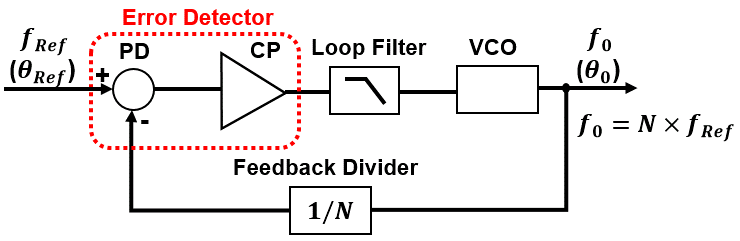 Error Detector
f_Ref
(θ_Ref)
+
PD
CP
-
Loop Filter
VCO
f_0
(θ_0)
f_0 = N × f_Ref
Feedback Divider
1/N